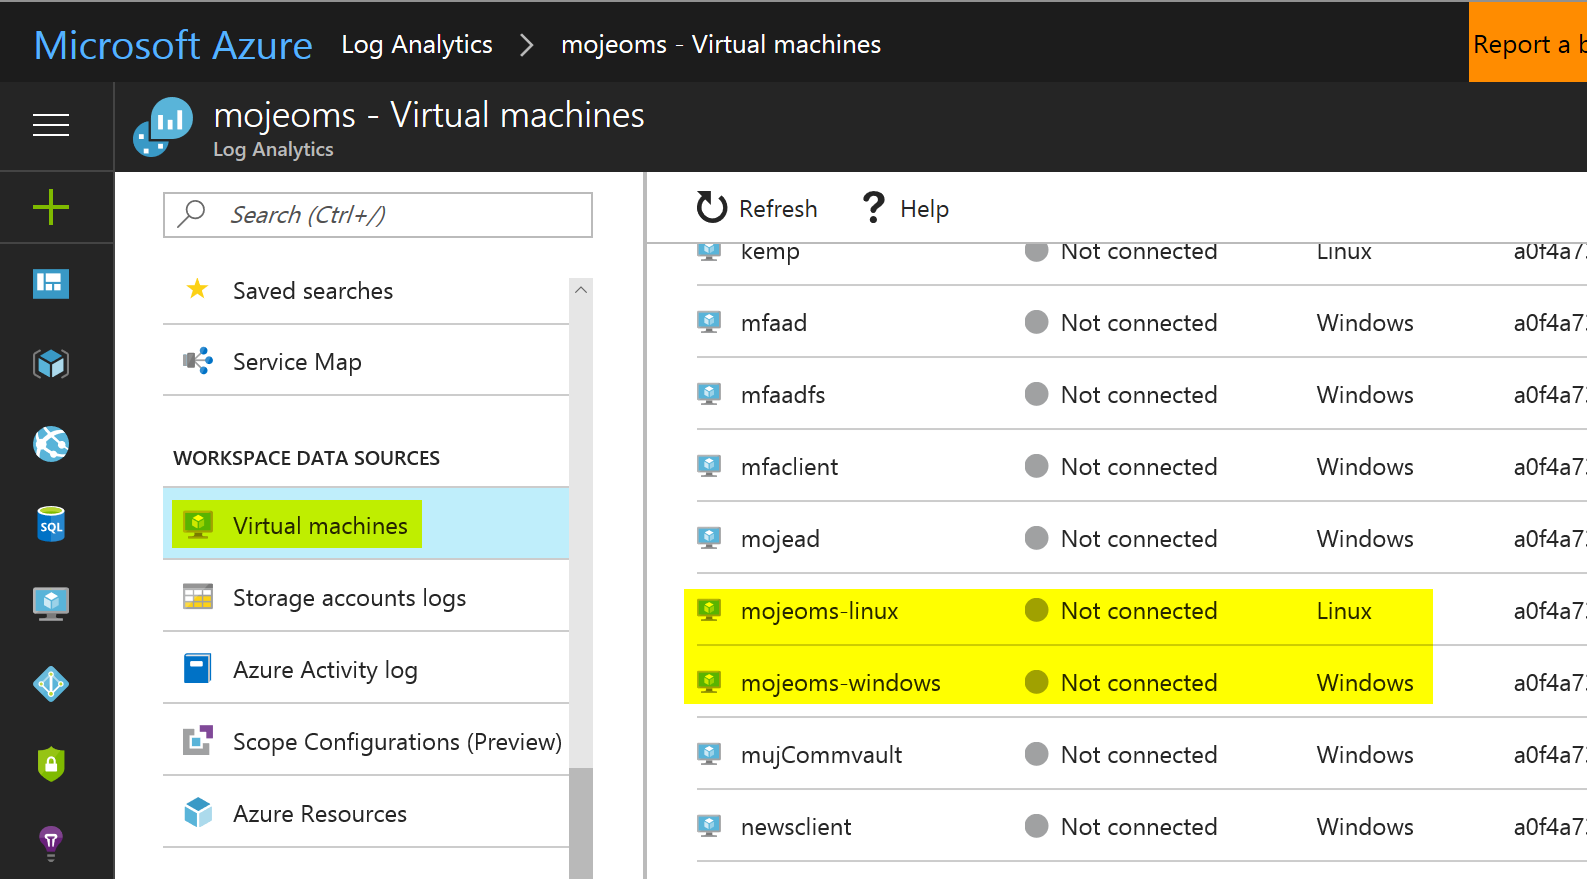 Microsoft Azure Log Analytics > mojeoms - Virtual machines Report a b
mojeoms - Virtual machines
Log Analytics
Search (Ctrl+/)
Saved searches
Service Map
WORKSPACE DATA SOURCES
Virtual machines
Storage accounts logs
Azure Activity log
Scope Configurations (Preview)
Azure Resources
SQL
Refresh Help
kemp Not connected Linux a0f4a7
mfaad Not connected Windows a0f4a7
mfaadfs Not connected Windows a0f4a7
mfaclient Not connected Windows a0f4a7
mojead Not connected Windows a0f4a7
mojeoms-linux Not connected Linux a0f4a7
mojeoms-windows Not connected Windows a0f4a7
mujCommvault Not connected Windows a0f4a7
newsclient Not connected Windows a0f4a7